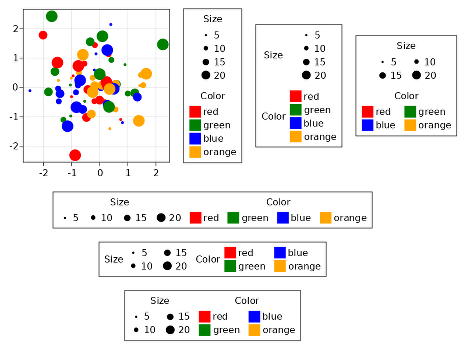 2
1
0
-1
-2
-2 -1 0 1 2
Size
5
10
15
20
Color
red
green
blue
orange
Size
5
10
15
20
Color
red
green
blue
orange
5 10
15 20
red green
blue orange
Size Color
5 10 15 20 red green blue orange
Size 5 15 Color red blue
10 20 green orange
Size Color
5 15 red blue
10 20 green orange